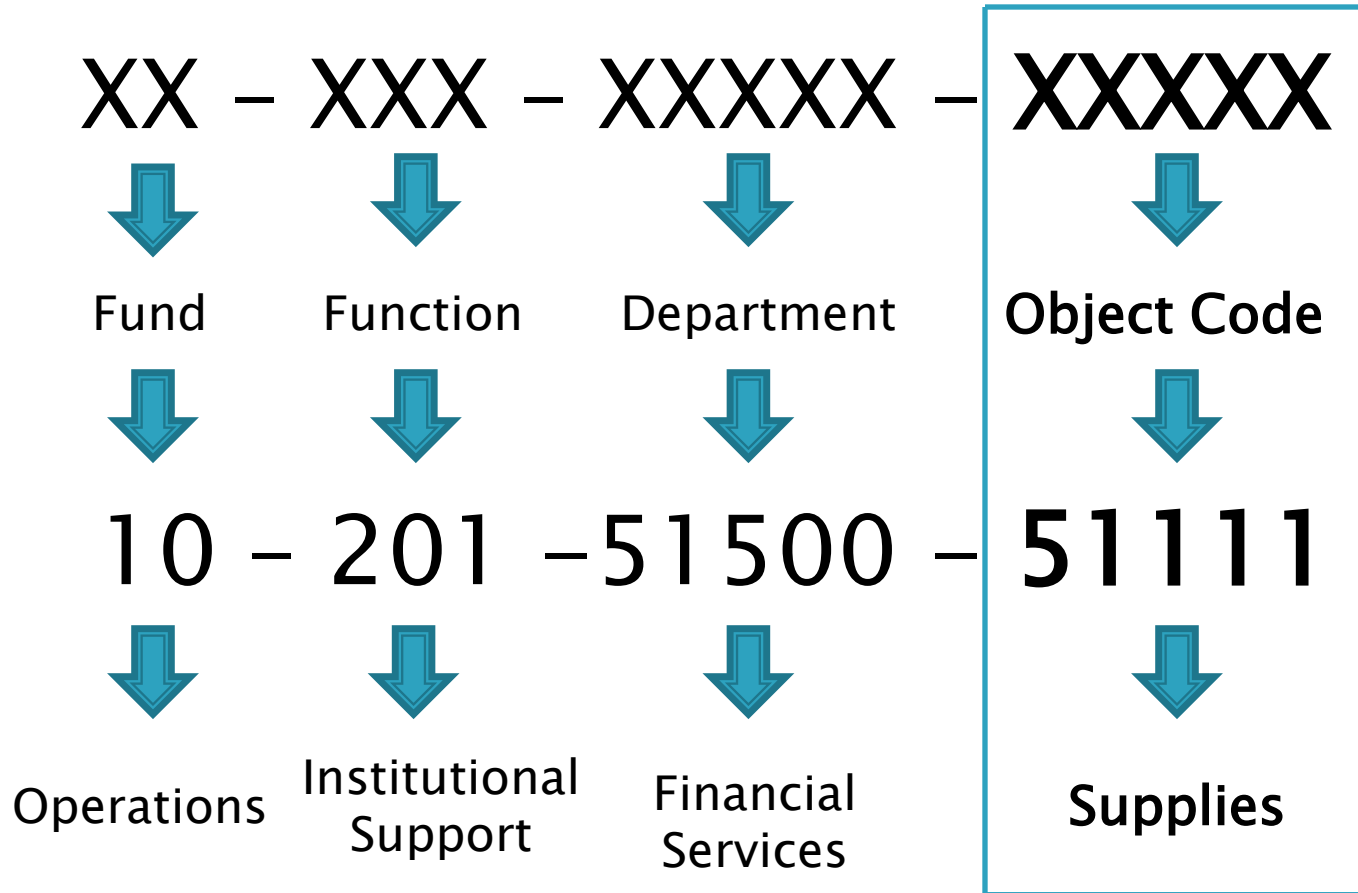 XX – XXX – XXXXX – XXXXX
Fund Function Department Object Code
10 – 201 –51500 – 51111
Operations Institutional Support Financial Services Supplies